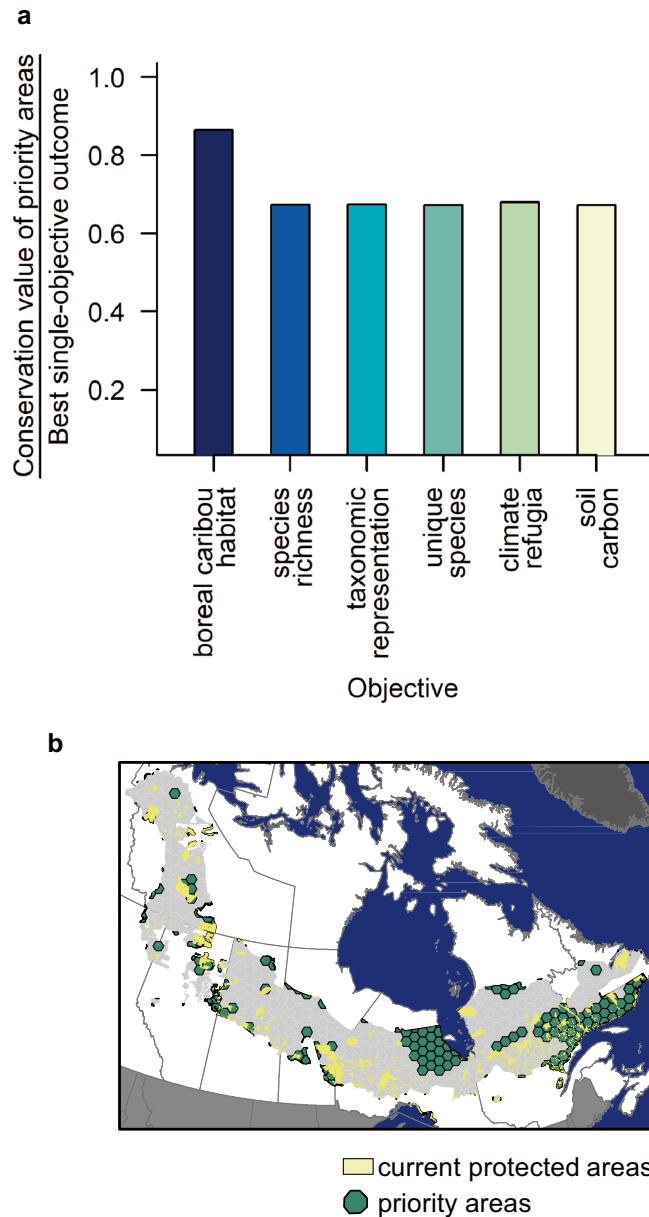 a
Conservation value of priority areas
Best single-objective outcome
1.0
0.8
0.6
0.4
0.2
boreal caribou
habitat
species
richness
taxonomic
representation
unique
species
climate
refugia
soil
carbon
Objective
b
current protected areas
priority areas